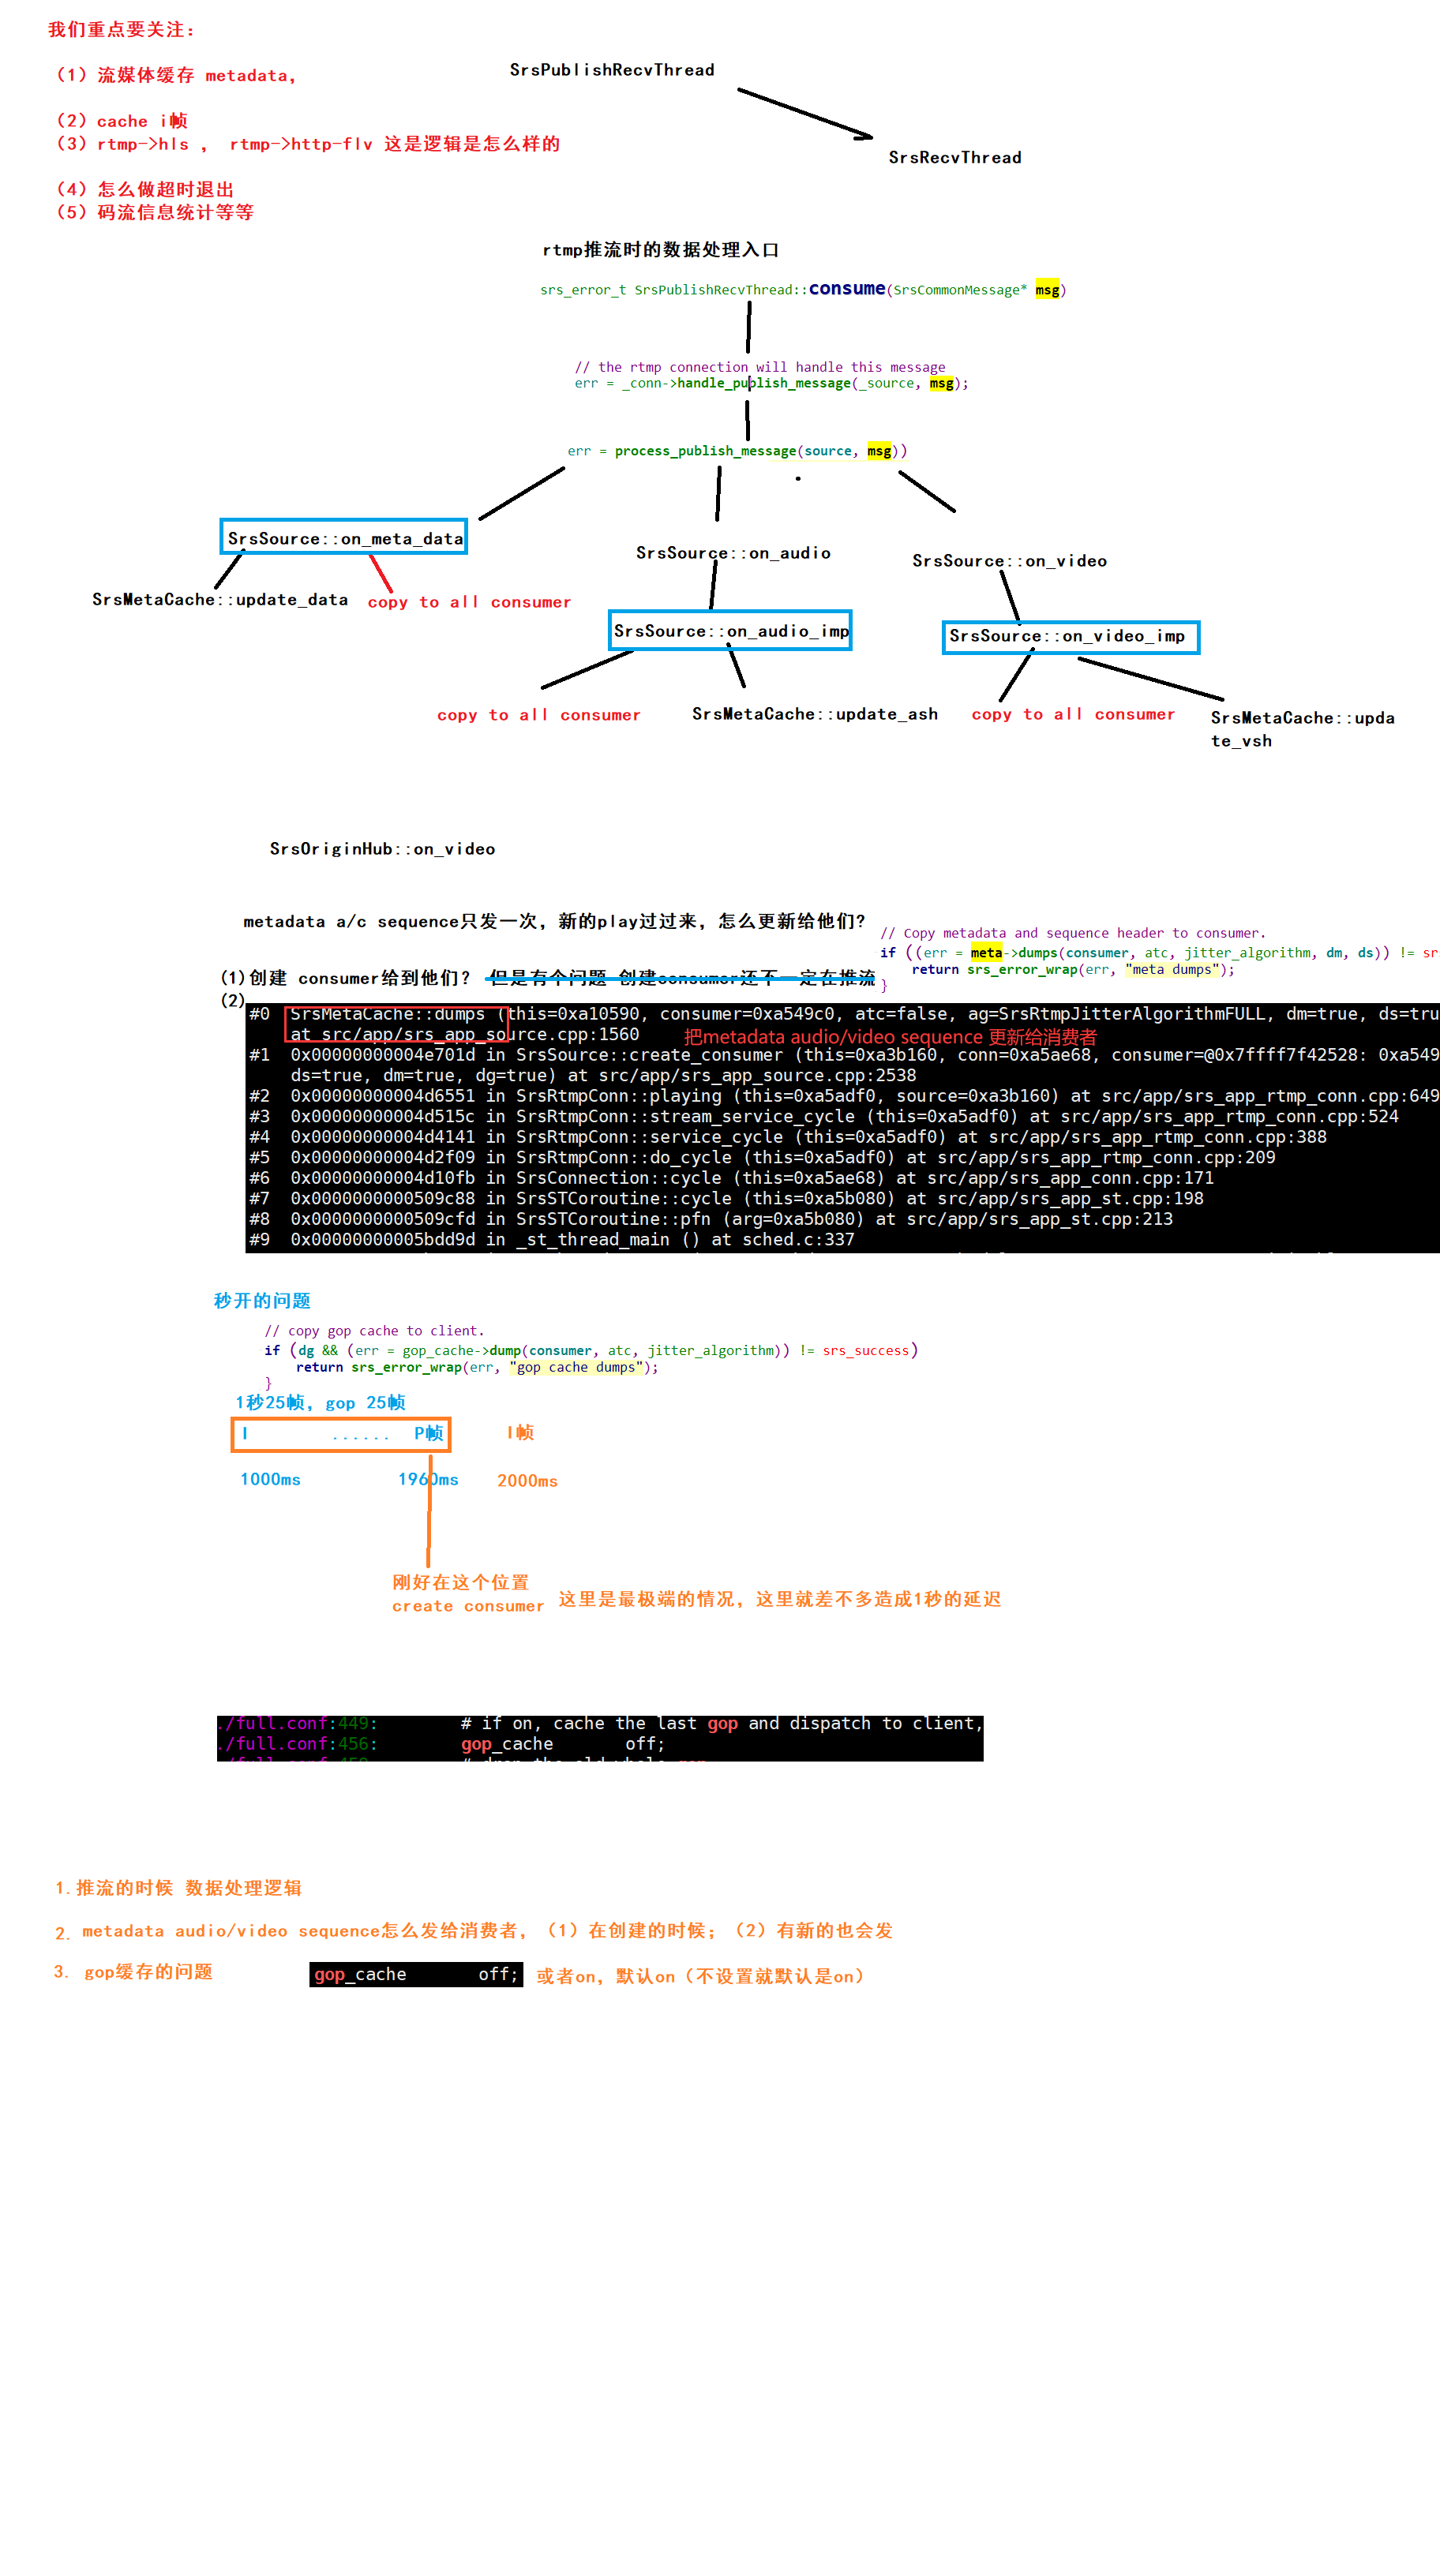 我们重点要关注：
（1）流媒体缓存 metadata，
（2）cache i帧
（3）rtmp->hls ， rtmp->http-flv 这是逻辑是怎么样的
（4）怎么做超时退出
（5）码流信息统计等等
SrsPublishRecvThread
SrsRecvThread
rtmp推流时的数据处理入口
srs_error_t SrsPublishRecvThread::consume(SrsCommonMessage* msg)
// the rtmp connection will handle this message
err = _conn->handle_publish_message(_source, msg);
err = process_publish_message(source, msg))
SrsSource::on_meta_data
SrsSource::on_audio
SrsSource::on_video
SrsMetaCache::update_data
copy to all consumer
SrsSource::on_audio_imp
SrsSource::on_video_imp
copy to all consumer
SrsMetaCache::update_ash
copy to all consumer
SrsMetaCache::upda
te_vsh
SrsOriginHub::on_video
metadata a/c sequence只发一次，新的play过过来，怎么更新给他们？
// Copy metadata and sequence header to consumer.
if ((err = meta->dumps(consumer, atc, jitter_algorithm, dm, ds)) != sr
return srs_error_wrap(err, "meta dumps");
}
(1)创建 consumer给到他们？ 但是有个问题 创建consumer还不一定在推流
(2)
#0 SrsMetaCache::dumps (this=0xa10590, consumer=0xa549c0, atc=false, ag=SrsRtmpJitterAlgorithmFULL, dm=true, ds=tru
at src/app/srs_app_source.cpp:1560
把metadata audio/video sequence 更新给消费者
#1 0x00000000004e701d in SrsSource::create_consumer (this=0xa3b160, conn=0xa5ae68, consumer=@0x7ffff7f42528: 0xa549
ds=true, dm=true, dg=true) at src/app/srs_app_source.cpp:2538
#2 0x00000000004d6551 in SrsRtmpConn::playing (this=0xa5adf0, source=0xa3b160) at src/app/srs_app_rtmp_conn.cpp:649
#3 0x00000000004d515c in SrsRtmpConn::stream_service_cycle (this=0xa5adf0) at src/app/srs_app_rtmp_conn.cpp:524
#4 0x00000000004d4141 in SrsRtmpConn::service_cycle (this=0xa5adf0) at src/app/srs_app_rtmp_conn.cpp:388
#5 0x00000000004d2f09 in SrsRtmpConn::do_cycle (this=0xa5adf0) at src/app/srs_app_rtmp_conn.cpp:209
#6 0x00000000004d10fb in SrsConnection::cycle (this=0xa5ae68) at src/app/srs_app_conn.cpp:171
#7 0x0000000000509c88 in SrsSTCoroutine::cycle (this=0xa5b080) at src/app/srs_app_st.cpp:198
#8 0x0000000000509cfd in SrsSTCoroutine::pfn (arg=0xa5b080) at src/app/srs_app_st.cpp:213
#9 0x00000000005bdd9d in _st_thread_main () at sched.c:337
秒开的问题
// copy gop cache to client.
if (dg && (err = gop_cache->dump(consumer, atc, jitter_algorithm)) != srs_success)
return srs_error_wrap(err, "gop cache dumps");
}
1秒25帧，gop 25帧
I ...... P帧 I帧
1000ms 1960ms 2000ms
刚好在这个位置
create consumer
这里是最极端的情况，这里就差不多造成1秒的延迟
./full.conf:449: # if on, cache the last gop and dispatch to client,
./full.conf:456: gop_cache off;
1.推流的时候 数据处理逻辑
2. metadata audio/video sequence怎么发给消费者，（1）在创建的时候；（2）有新的也会发
3. gop缓存的问题 gop_cache off; 或者on，默认on（不设置就默认是on）